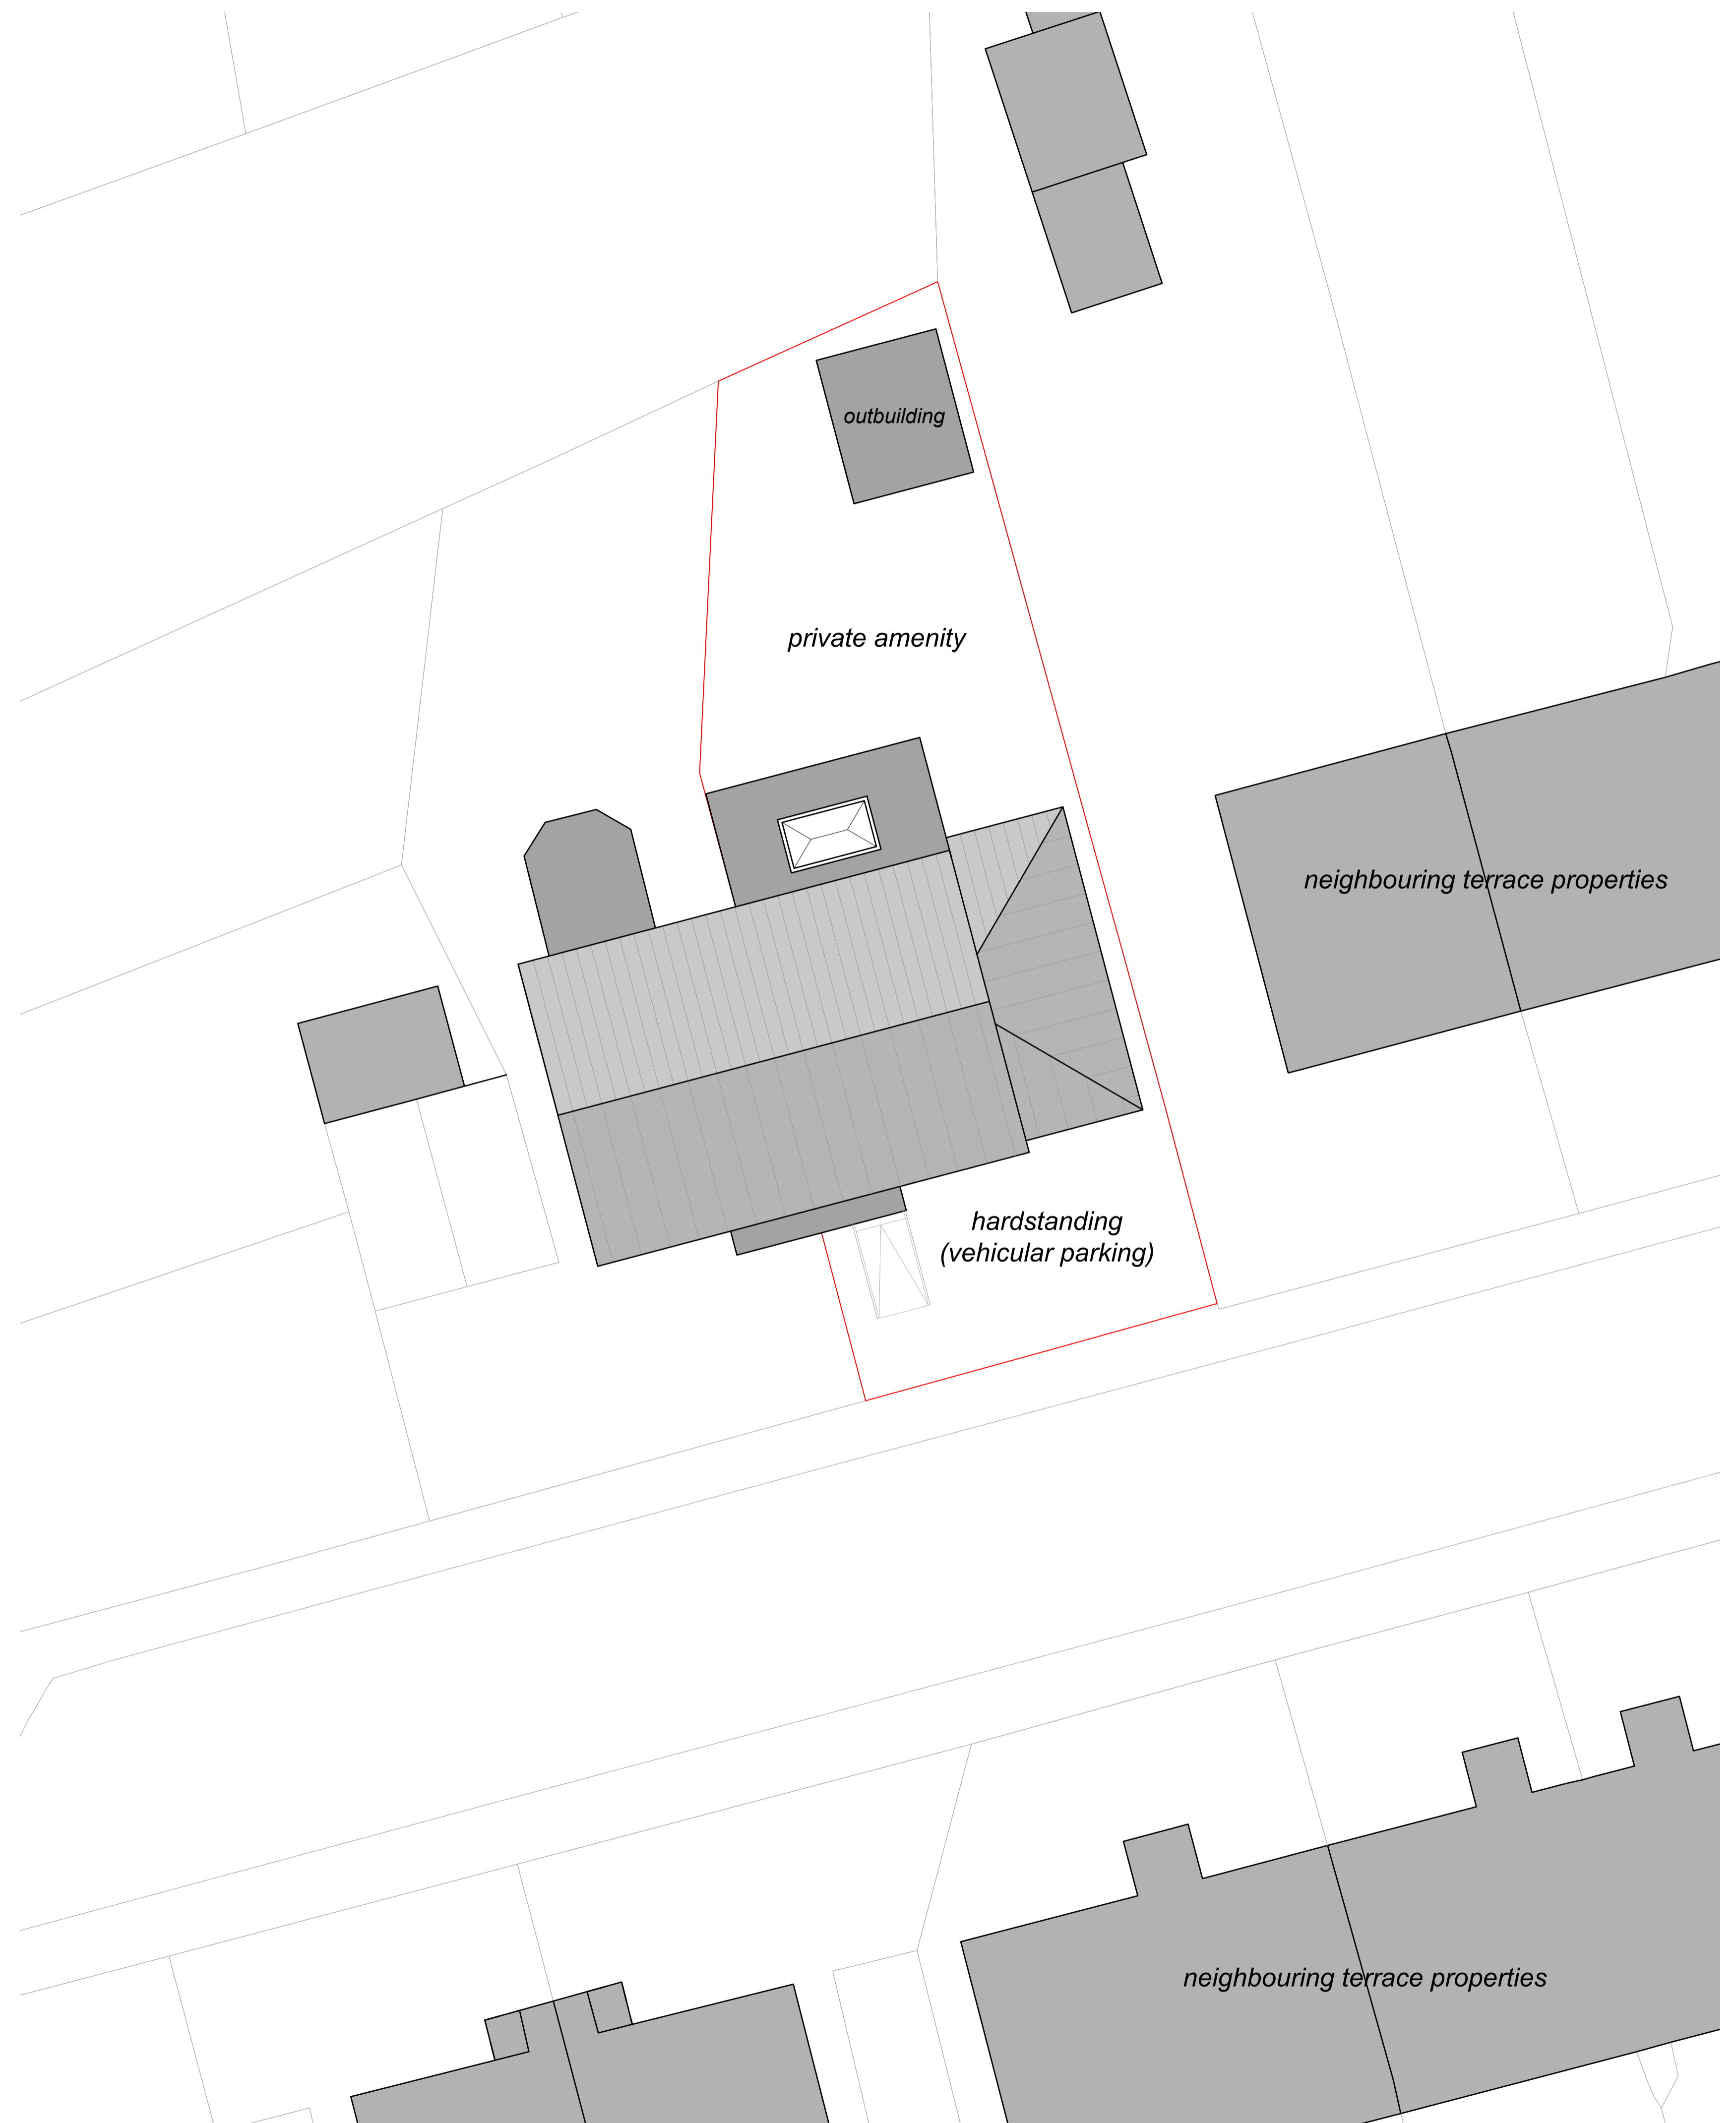 outbuilding
private amenity
neighbouring terrace properties
hardstanding
(vehicular parking)
neighbouring terrace properties